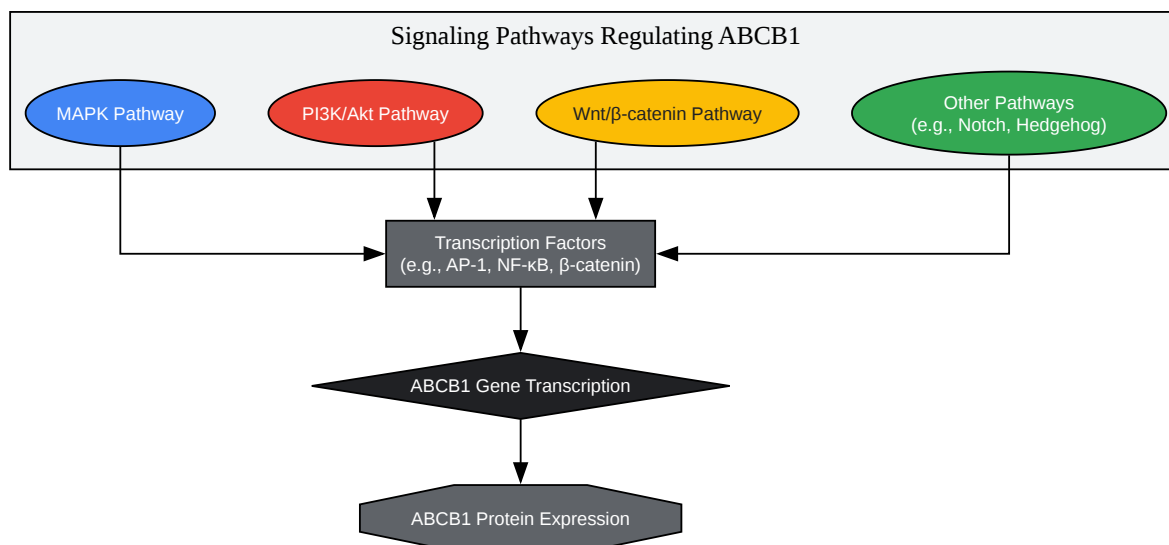 Signaling Pathways Regulating ABCB1
MAPK Pathway
PI3K/Akt Pathway
Wnt/β-catenin Pathway
Other Pathways
(e.g., Notch, Hedgehog)
Transcription Factors
(e.g., AP-1, NF-κB, β-catenin)
ABCB1 Gene Transcription
ABCB1 Protein Expression